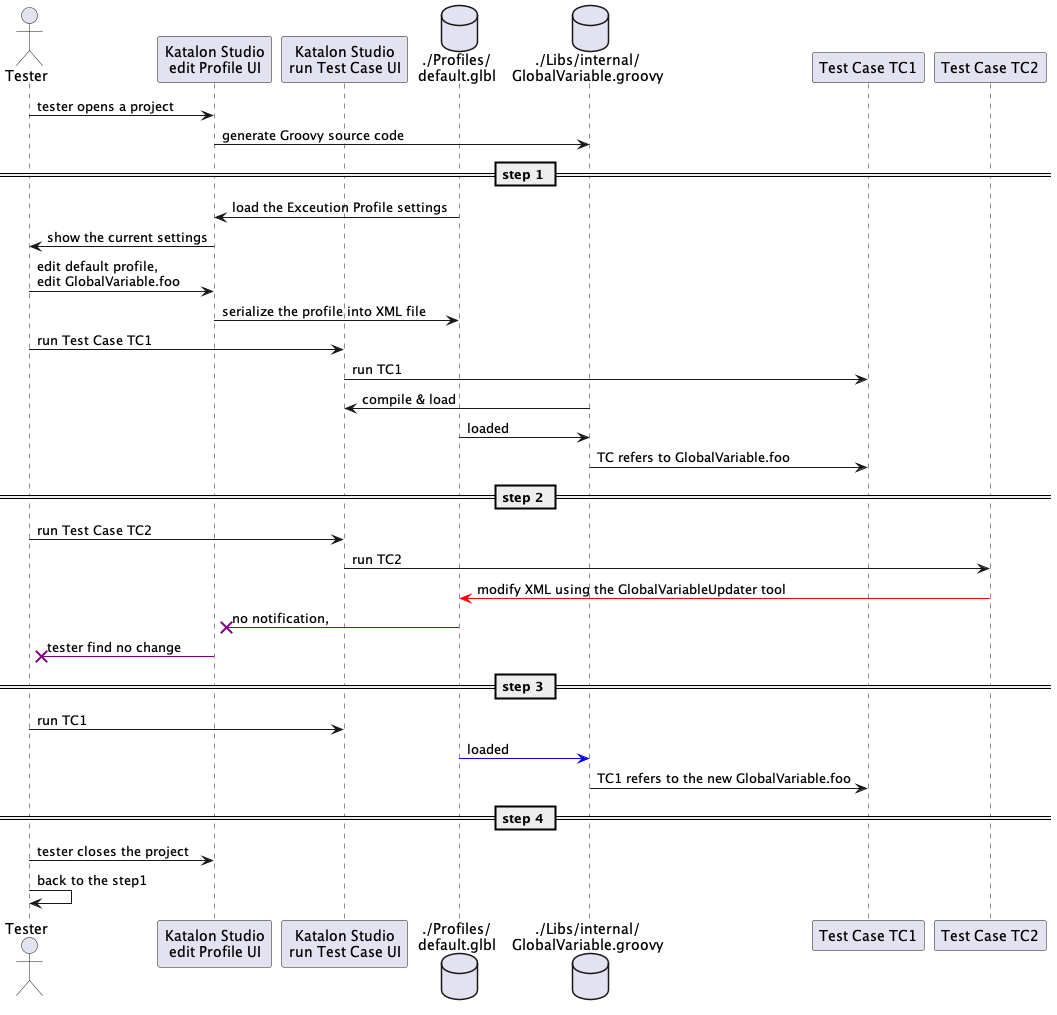 Tester
Katalon Studio
edit Profile UI
Katalon Studio
run Test Case UI
./Profiles/
default.glbl
./Libs/internal/
GlobalVariable.groovy
Test Case TC1
Test Case TC2
tester opens a project
generate Groovy source code
step 1
load the Exceution Profile settings
show the current settings
edit default profile,
edit GlobalVariable.foo
serialize the profile into XML file
run Test Case TC1
run TC1
compile & load
loaded
TC refers to GlobalVariable.foo
step 2
run Test Case TC2
run TC2
modify XML using the GlobalVariableUpdater tool
no notification,
tester find no change
step 3
run TC1
loaded
TC1 refers to the new GlobalVariable.foo
step 4
tester closes the project
back to the step1
Tester
Katalon Studio
edit Profile UI
Katalon Studio
run Test Case UI
./Profiles/
default.glbl
./Libs/internal/
GlobalVariable.groovy
Test Case TC1
Test Case TC2